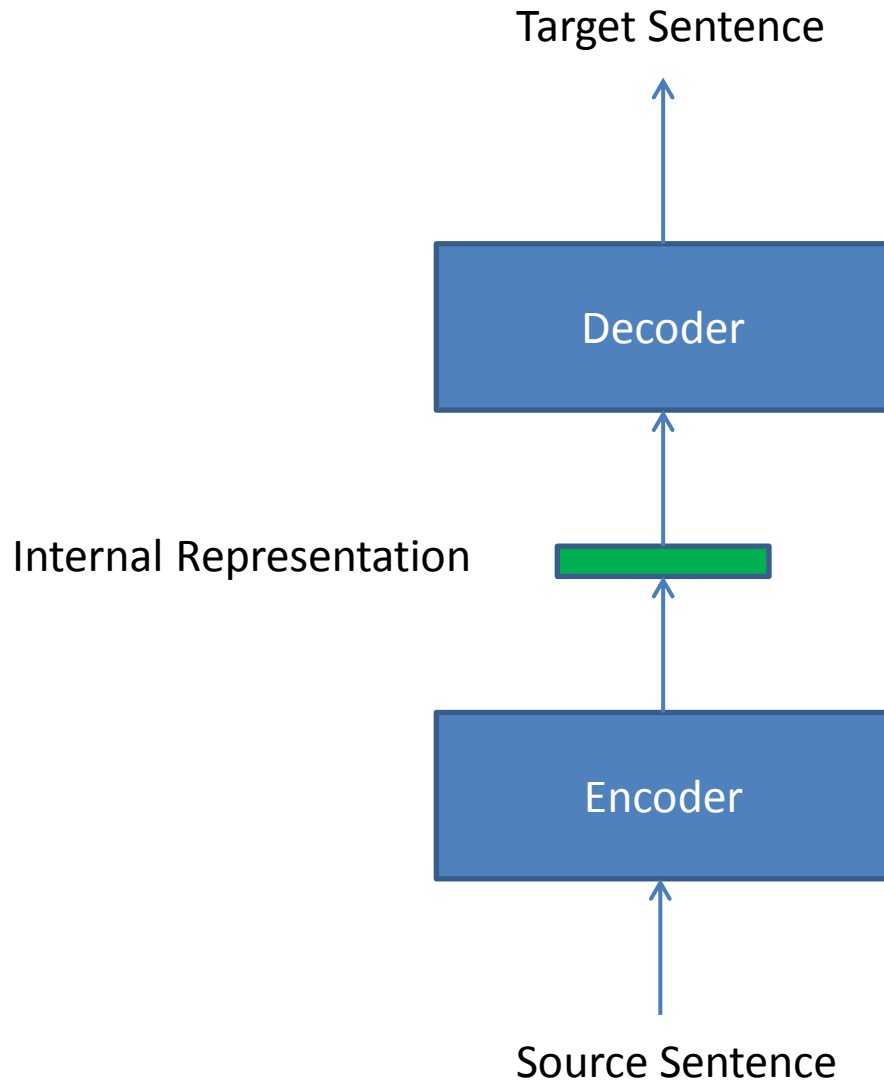 Target Sentence
Decoder
Internal Representation
Encoder
Source Sentence